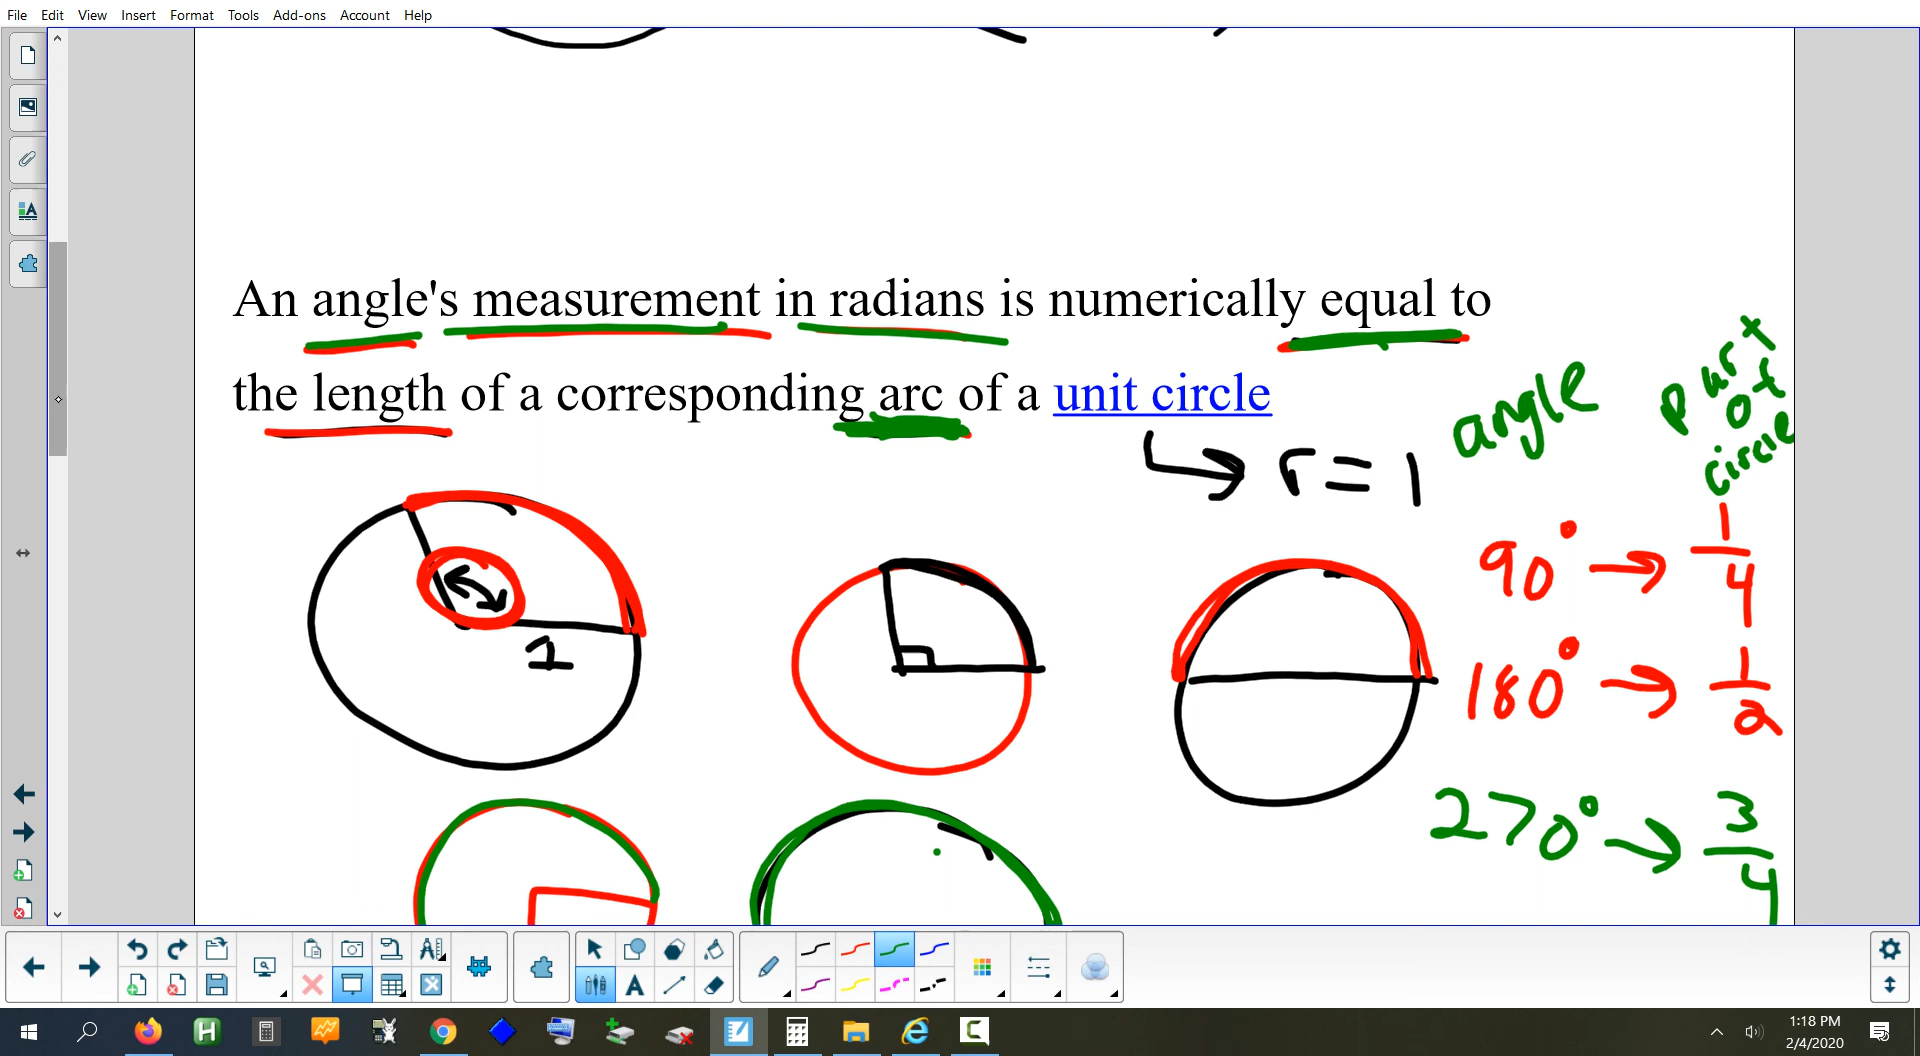 File Edit View Insert Format Tools Add-ons Account Help
An angle's measurement in radians is numerically equal to
the length of a corresponding arc of a unit circle
r = 1
angle
part
of
circle
90° → 1/4
180° → 1/2
270° → 3/4
1
1:18 PM
2/4/2020